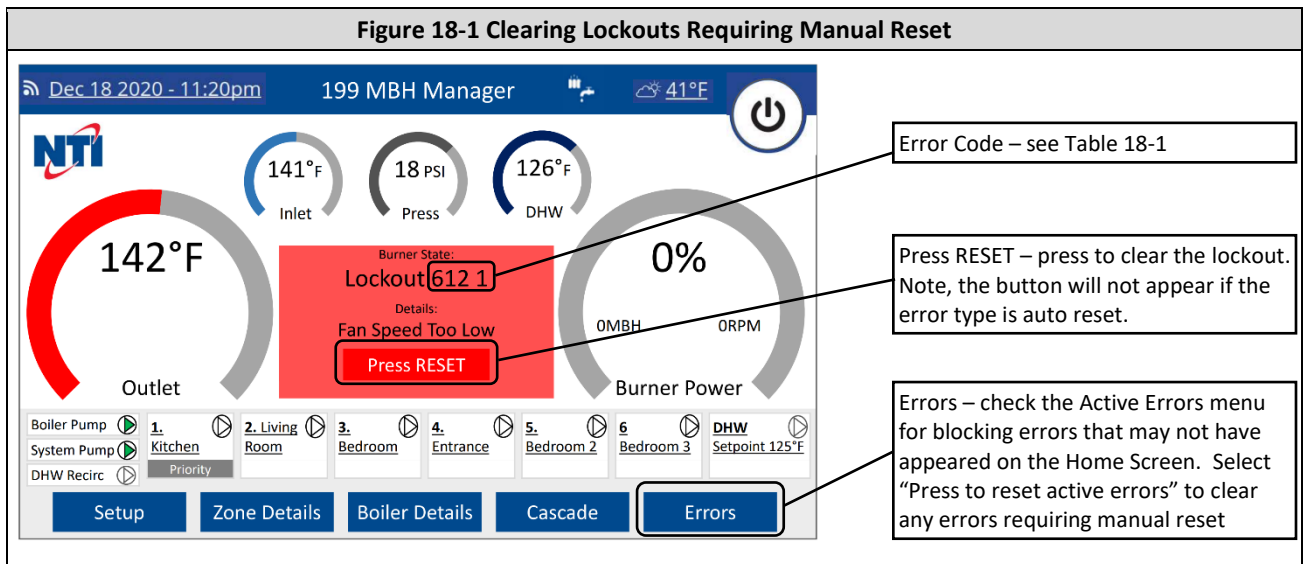 Figure 18-1 Clearing Lockouts Requiring Manual Reset
Dec 18 2020 - 11:20pm
199 MBH Manager
41°F
NTI
141°F
Inlet
18 PSI
Press
126°F
DHW
142°F
Outlet
Burner State:
Lockout 612 1
Details:
Fan Speed Too Low
Press RESET
0%
0MBH
0RPM
Burner Power
Boiler Pump
System Pump
DHW Recirc
1.
Kitchen
Priority
2. Living
Room
3.
Bedroom
4.
Entrance
5.
Bedroom 2
6
Bedroom 3
DHW
Setpoint 125°F
Setup
Zone Details
Boiler Details
Cascade
Errors
Error Code – see Table 18-1
Press RESET – press to clear the lockout.
Note, the button will not appear if the
error type is auto reset.
Errors – check the Active Errors menu
for blocking errors that may not have
appeared on the Home Screen. Select
“Press to reset active errors” to clear
any errors requiring manual reset